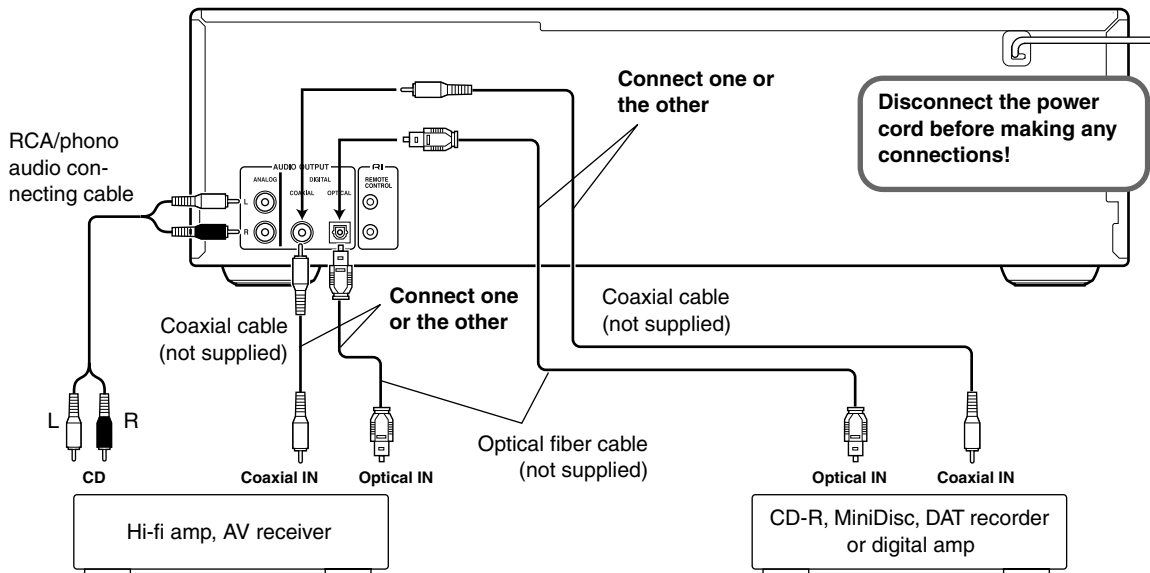 Connect one or
the other
Disconnect the power
cord before making any
connections!
RCA/phono
audio con-
necting cable
AUDIO OUTPUT
ANALOG
DIGITAL
COAXIAL
OPTICAL
L
R
RI
REMOTE
CONTROL
Connect one
or the other
Coaxial cable
(not supplied)
Coaxial cable
(not supplied)
L
R
Optical fiber cable
(not supplied)
CD
Coaxial IN
Optical IN
Optical IN
Coaxial IN
Hi-fi amp, AV receiver
CD-R, MiniDisc, DAT recorder
or digital amp